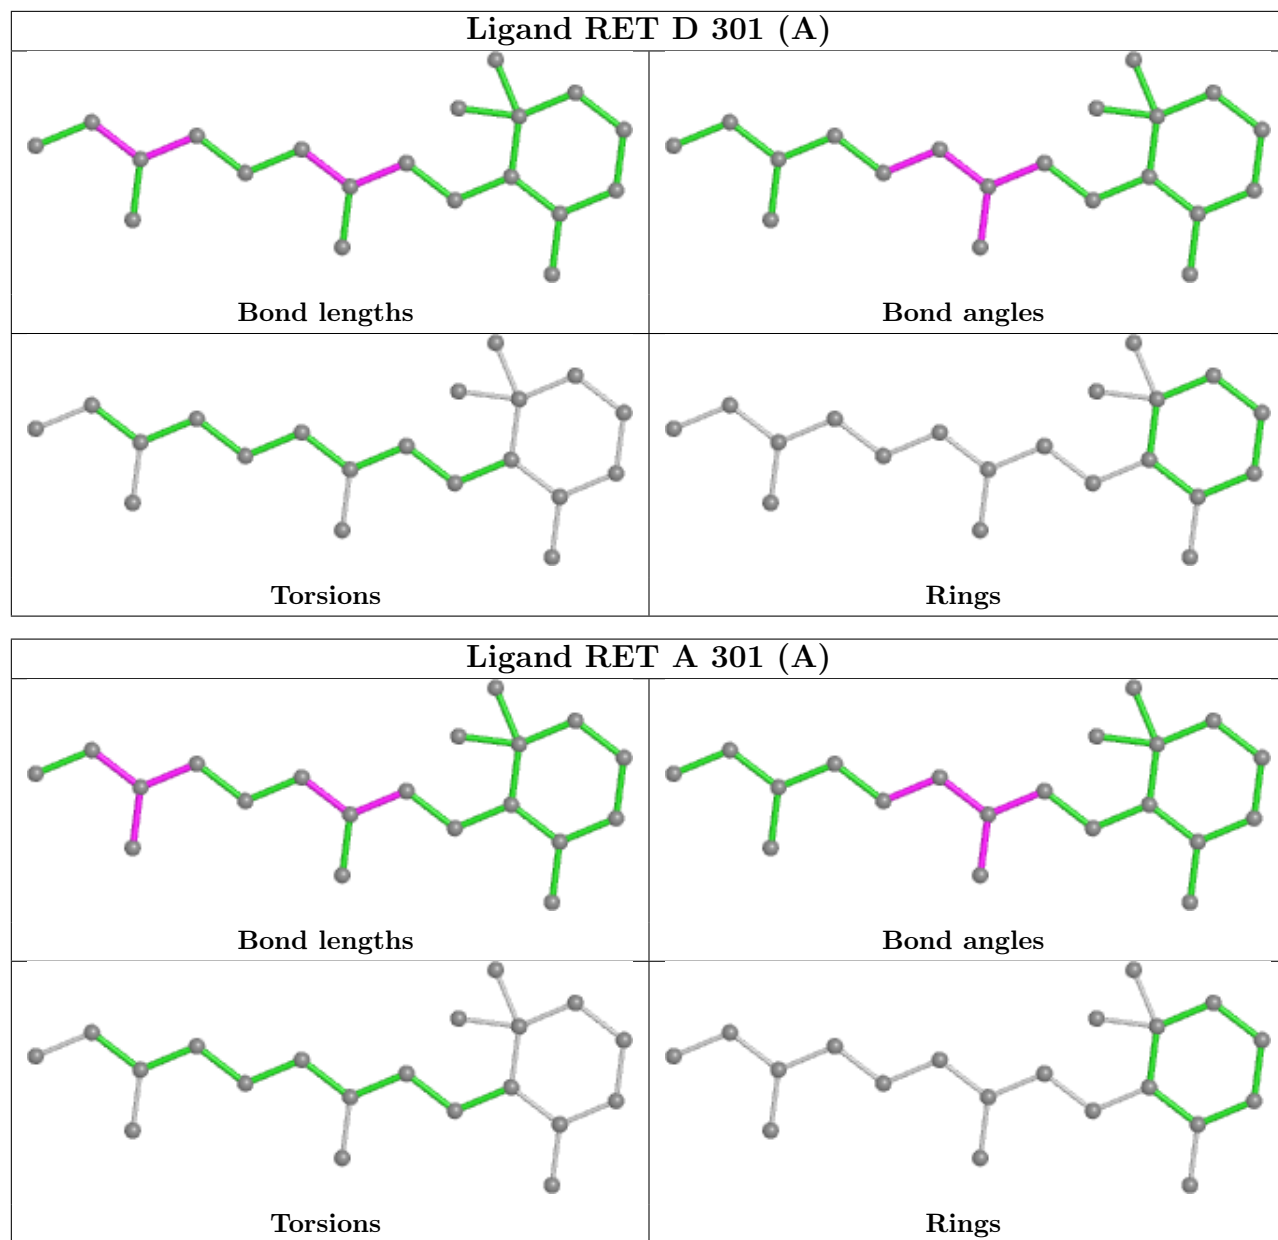 Ligand RET D 301 (A)
Bond lengths
Bond angles
Torsions
Rings
Ligand RET A 301 (A)
Bond lengths
Bond angles
Torsions
Rings